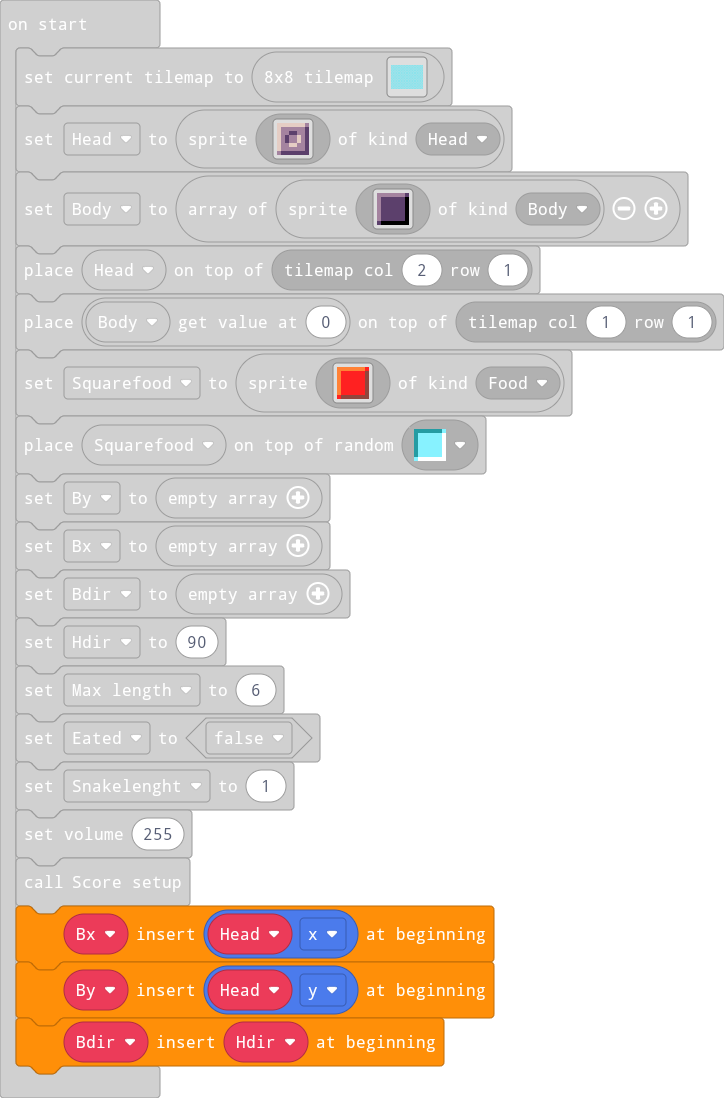 on start
set current tilemap to 8x8 tilemap
set Head to sprite of kind Head
set Body to array of sprite of kind Body
place Head on top of tilemap col 2 row 1
place Body get value at 0 on top of tilemap col 1 row 1
set Squarefood to sprite of kind Food
place Squarefood on top of random
set By to empty array
set Bx to empty array
set Bdir to empty array
set Hdir to 90
set Max length to 6
set Eated to false
set Snakelenght to 1
set volume 255
call Score setup
Bx insert Head x at beginning
By insert Head y at beginning
Bdir insert Hdir at beginning